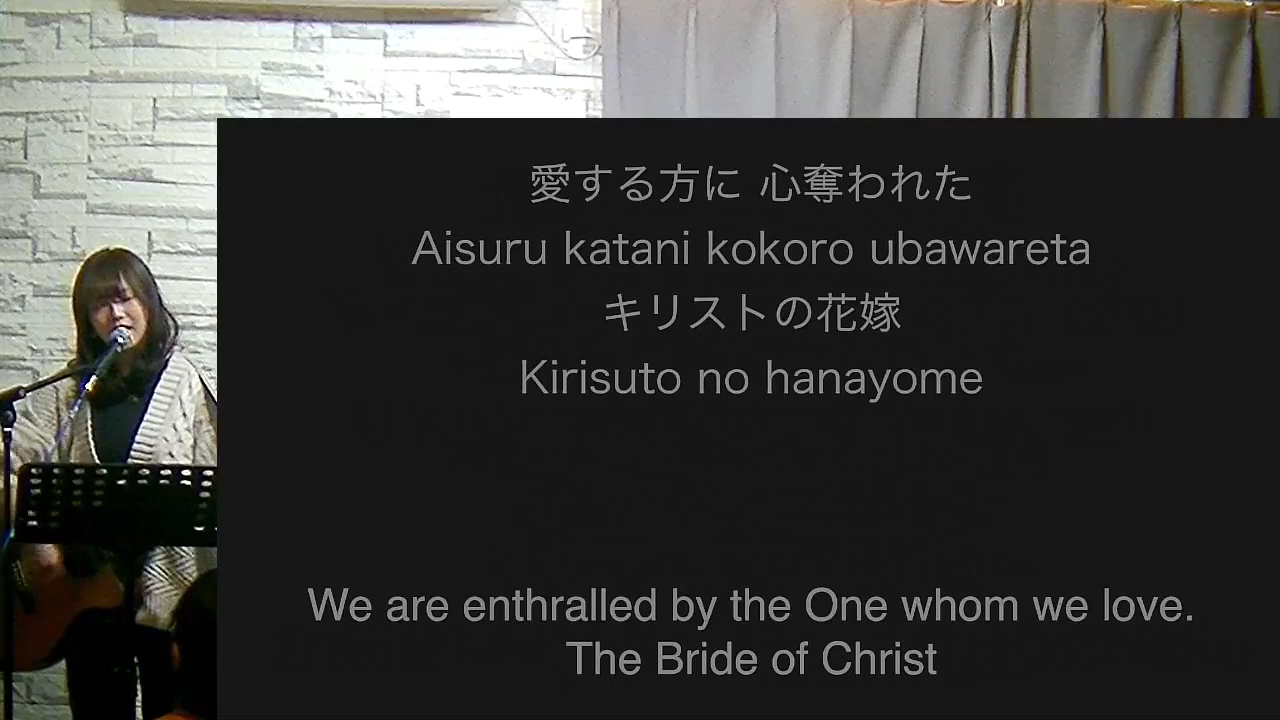 愛する方に 心奪われた
Aisuru katani kokoro ubawareta
キリストの花嫁
Kirisuto no hanayome
We are enthralled by the One whom we love.
The Bride of Christ